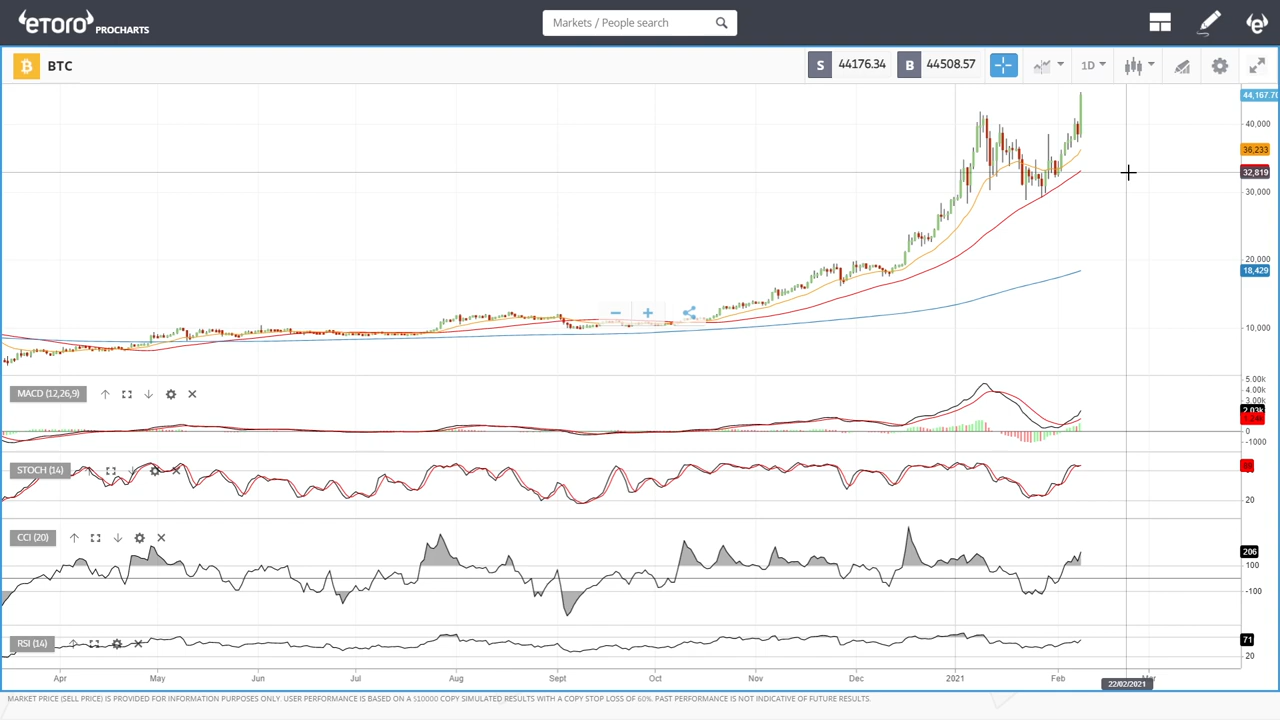 eToro PROCHARTS
Markets / People search
BTC
S 44176.34 B 44508.57 1D
44,167.70
40,000
36,233
32,819
30,000
20,000
18,429
10,000
MACD (12,26,9)
5.00k
4.00k
3.00k
2.03k
0
-1000
STOCH (14)
20
CCI (20)
206
100
-100
RSI (14)
71
20
Apr May Jun Jul Aug Sept Oct Nov Dec 2021 Feb Mar
22/02/2021
MARKET PRICE (SELL PRICE) IS PROVIDED FOR INFORMATION PURPOSES ONLY. USER PERFORMANCE IS BASED ON A $10000 COPY SIMULATED RESULTS WITH A COPY STOP LOSS OF 60%. PAST PERFORMANCE IS NOT INDICATIVE OF FUTURE RESULTS.